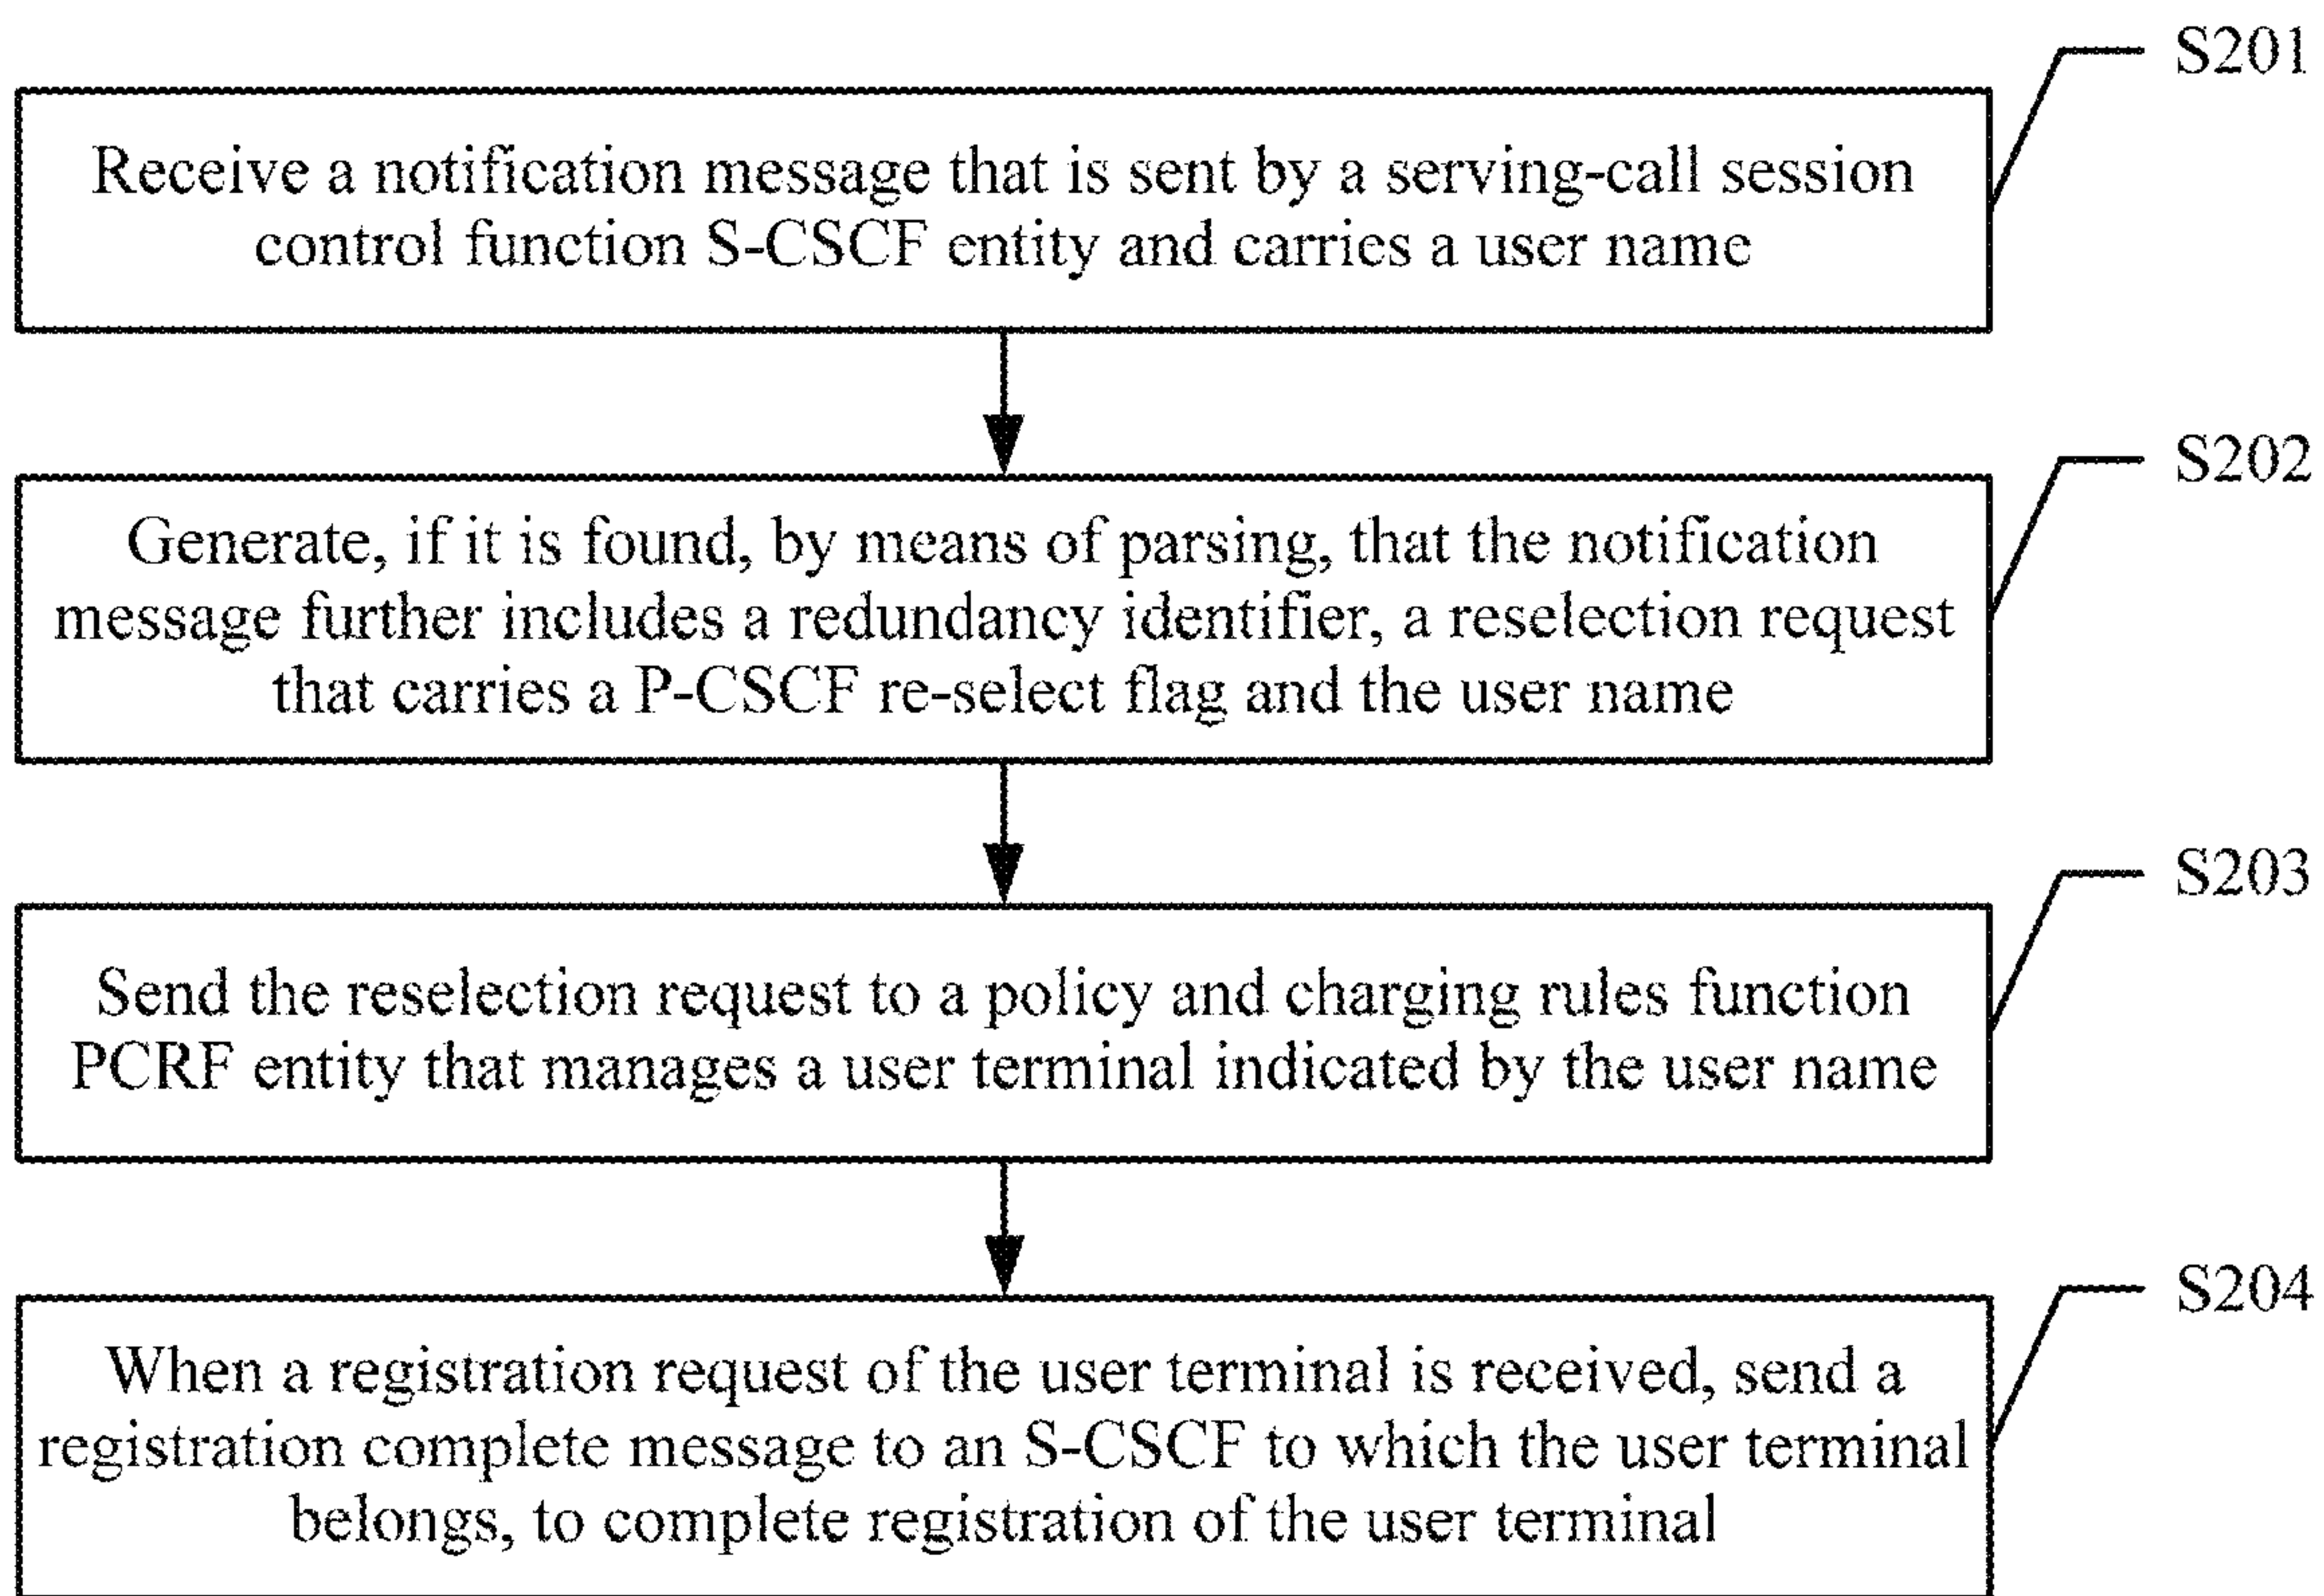 S201
Receive a notification message that is sent by a serving-call session
control function S-CSCF entity and carries a user name
S202
Generate, if it is found, by means of parsing, that the notification
message further includes a redundancy identifier, a reselection request
that carries a P-CSCF re-select flag and the user name
S203
Send the reselection request to a policy and charging rules function
PCRF entity that manages a user terminal indicated by the user name
S204
When a registration request of the user terminal is received, send a
registration complete message to an S-CSCF to which the user terminal
belongs, to complete registration of the user terminal